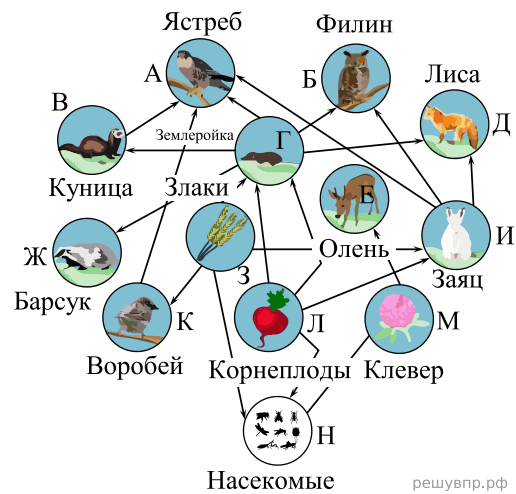 Ястреб
Филин
А
Б
Лиса
В
Землеройка
Г
Д
Куница
Злаки
Е
Ж
З
Олень
И
Барсук
К
Заяц
Л
М
Воробей
Корнеплоды
Клевер
Н
Насекомые
решувпр.рф